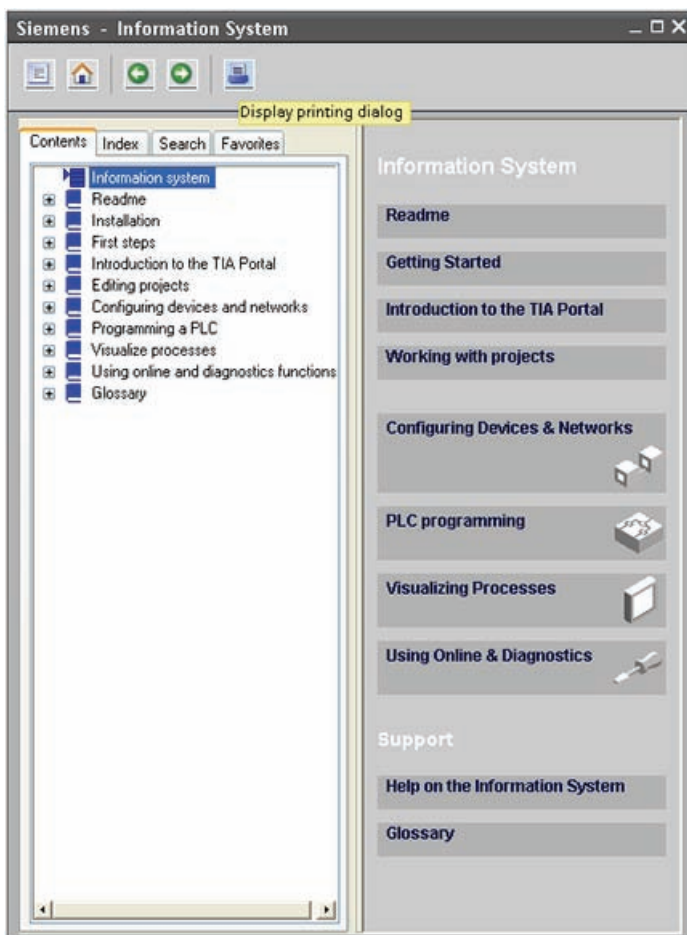 Siemens - Information System
Display printing dialog
Contents Index Search Favorites
Information system
Readme
Installation
First steps
Introduction to the TIA Portal
Editing projects
Configuring devices and networks
Programming a PLC
Visualize processes
Using online and diagnostics functions
Glossary
Information System
Readme
Getting Started
Introduction to the TIA Portal
Working with projects
Configuring Devices & Networks
PLC programming
Visualizing Processes
Using Online & Diagnostics
Support
Help on the Information System
Glossary